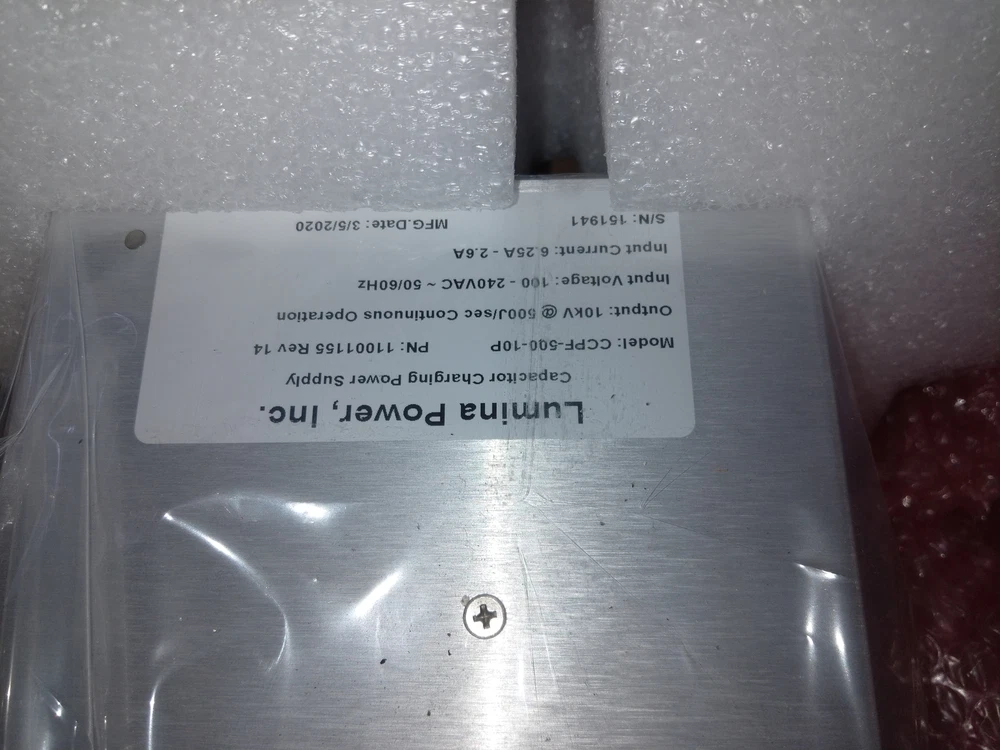 Lumina Power, Inc.
Capacitor Charging Power Supply
Model: CCPF-500-10P PN: 11001155 Rev 14
Output: 10kV @ 500J/sec Continuous Operation
Input Voltage: 100 - 240VAC ~ 50/60Hz
Input Current: 6.25A - 2.6A
S/N: 151941 MFG.Date: 3/5/2020